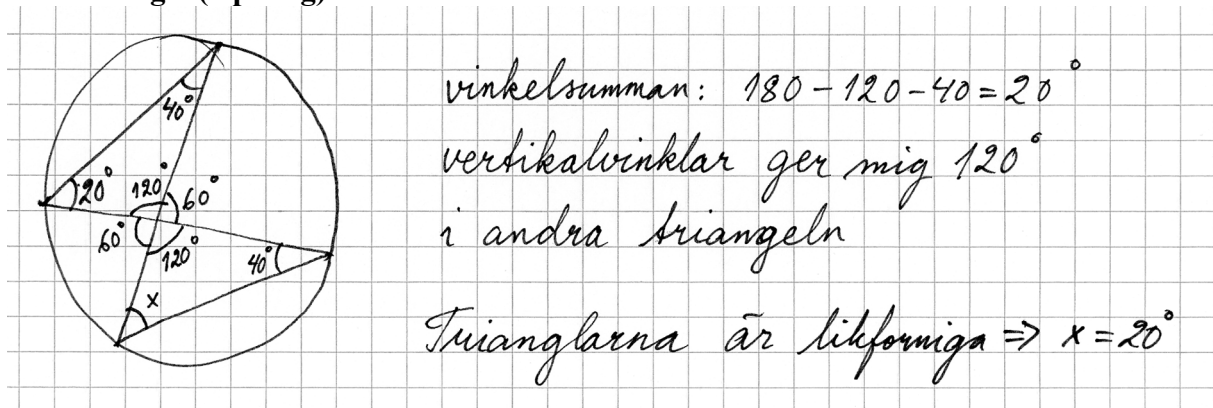 40°
20°
120°
60°
60°
120°
40°
x
vinkelsumman: 180 - 120 - 40 = 20°
vertikalvinklar ger mig 120°
i andra triangeln
Trianglarna är likformiga => x = 20°